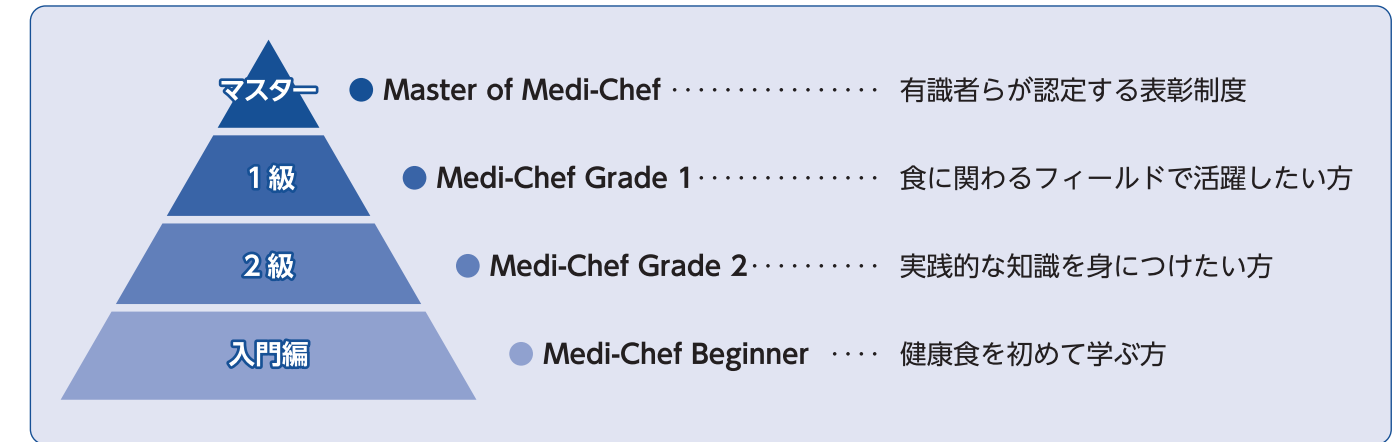 マスター ● Master of Medi-Chef ················ 有識者らが認定する表彰制度
1級 ● Medi-Chef Grade 1 ·············· 食に関わるフィールドで活躍したい方
2級 ● Medi-Chef Grade 2 ·········· 実践的な知識を身につけたい方
入門編 ● Medi-Chef Beginner ···· 健康食を初めて学ぶ方